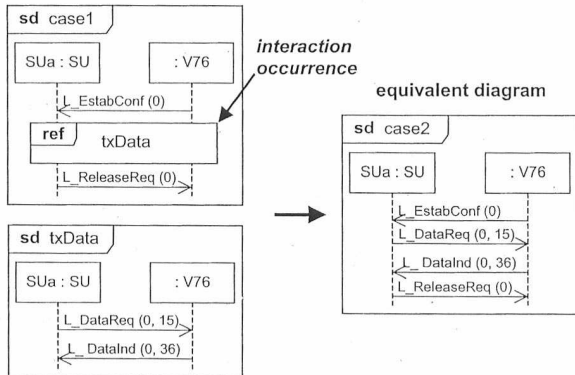 sd case1
SUa : SU
: V76
L_EstabConf (0)
ref
txData
L_ReleaseReq (0)
interaction
occurrence
sd txData
SUa : SU
: V76
L_DataReq (0, 15)
L_DataInd (0, 36)
equivalent diagram
sd case2
SUa : SU
: V76
L_EstabConf (0)
L_DataReq (0, 15)
L_DataInd (0, 36)
L_ReleaseReq (0)